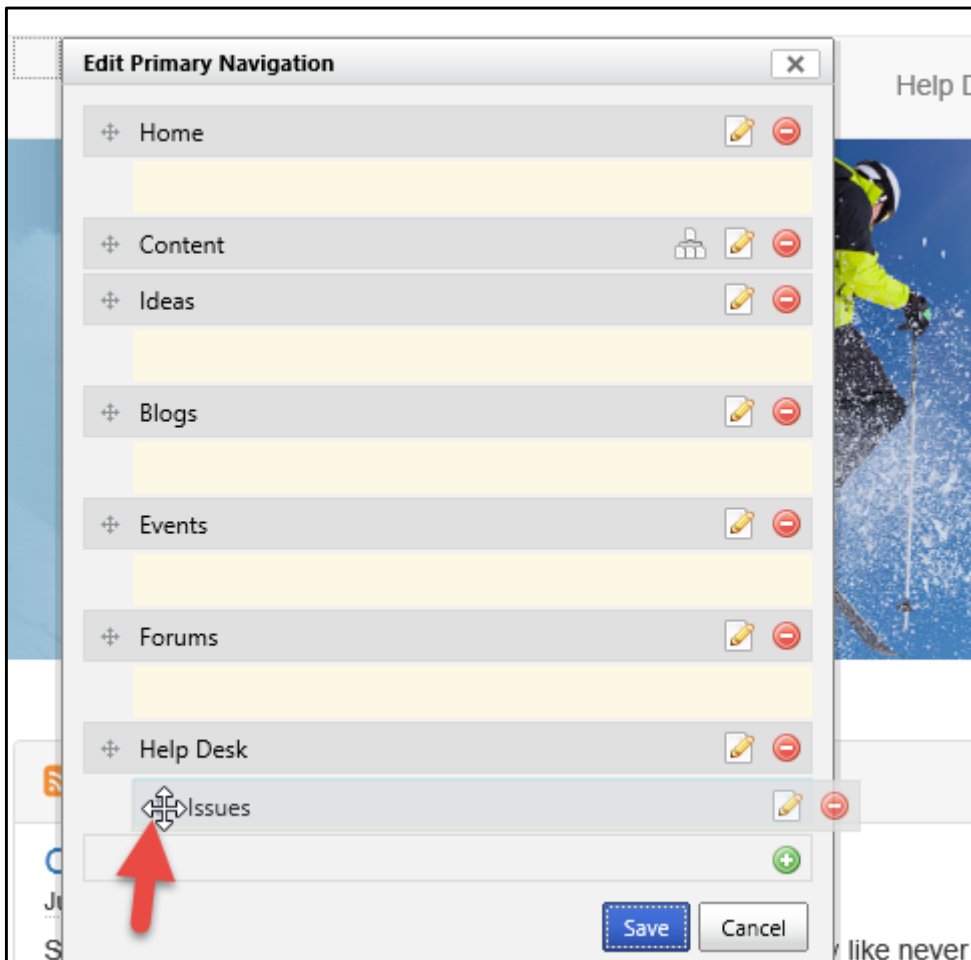 Edit Primary Navigation
Help
Home
Content
Ideas
Blogs
Events
Forums
Help Desk
Issues
Save Cancel
like never